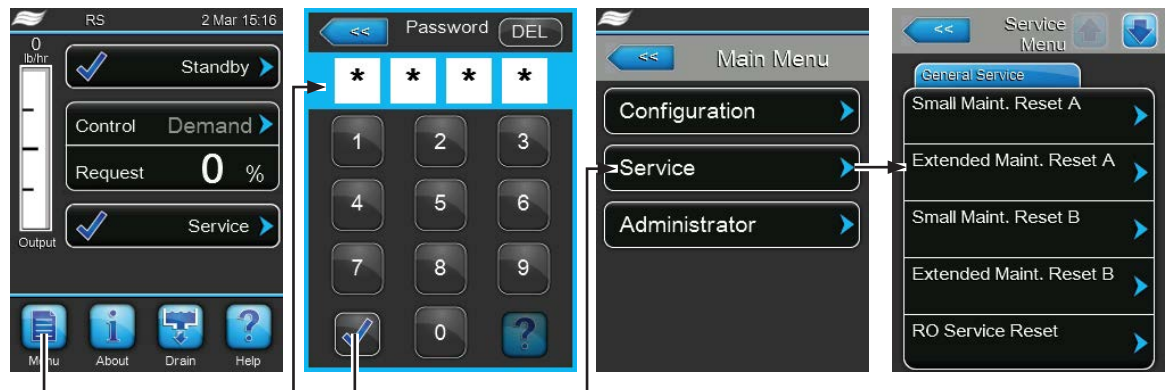 RS 2 Mar 15:16
0
lb/hr
Standby
Control Demand
Request 0 %
Output
Service
Menu About Drain Help
<< Password DEL
* * * *
1 2 3
4 5 6
7 8 9
0 ?
<< Main Menu
Configuration
Service
Administrator
<< Service
Menu
General Service
Small Maint. Reset A
Extended Maint. Reset A
Small Maint. Reset B
Extended Maint. Reset B
RO Service Reset